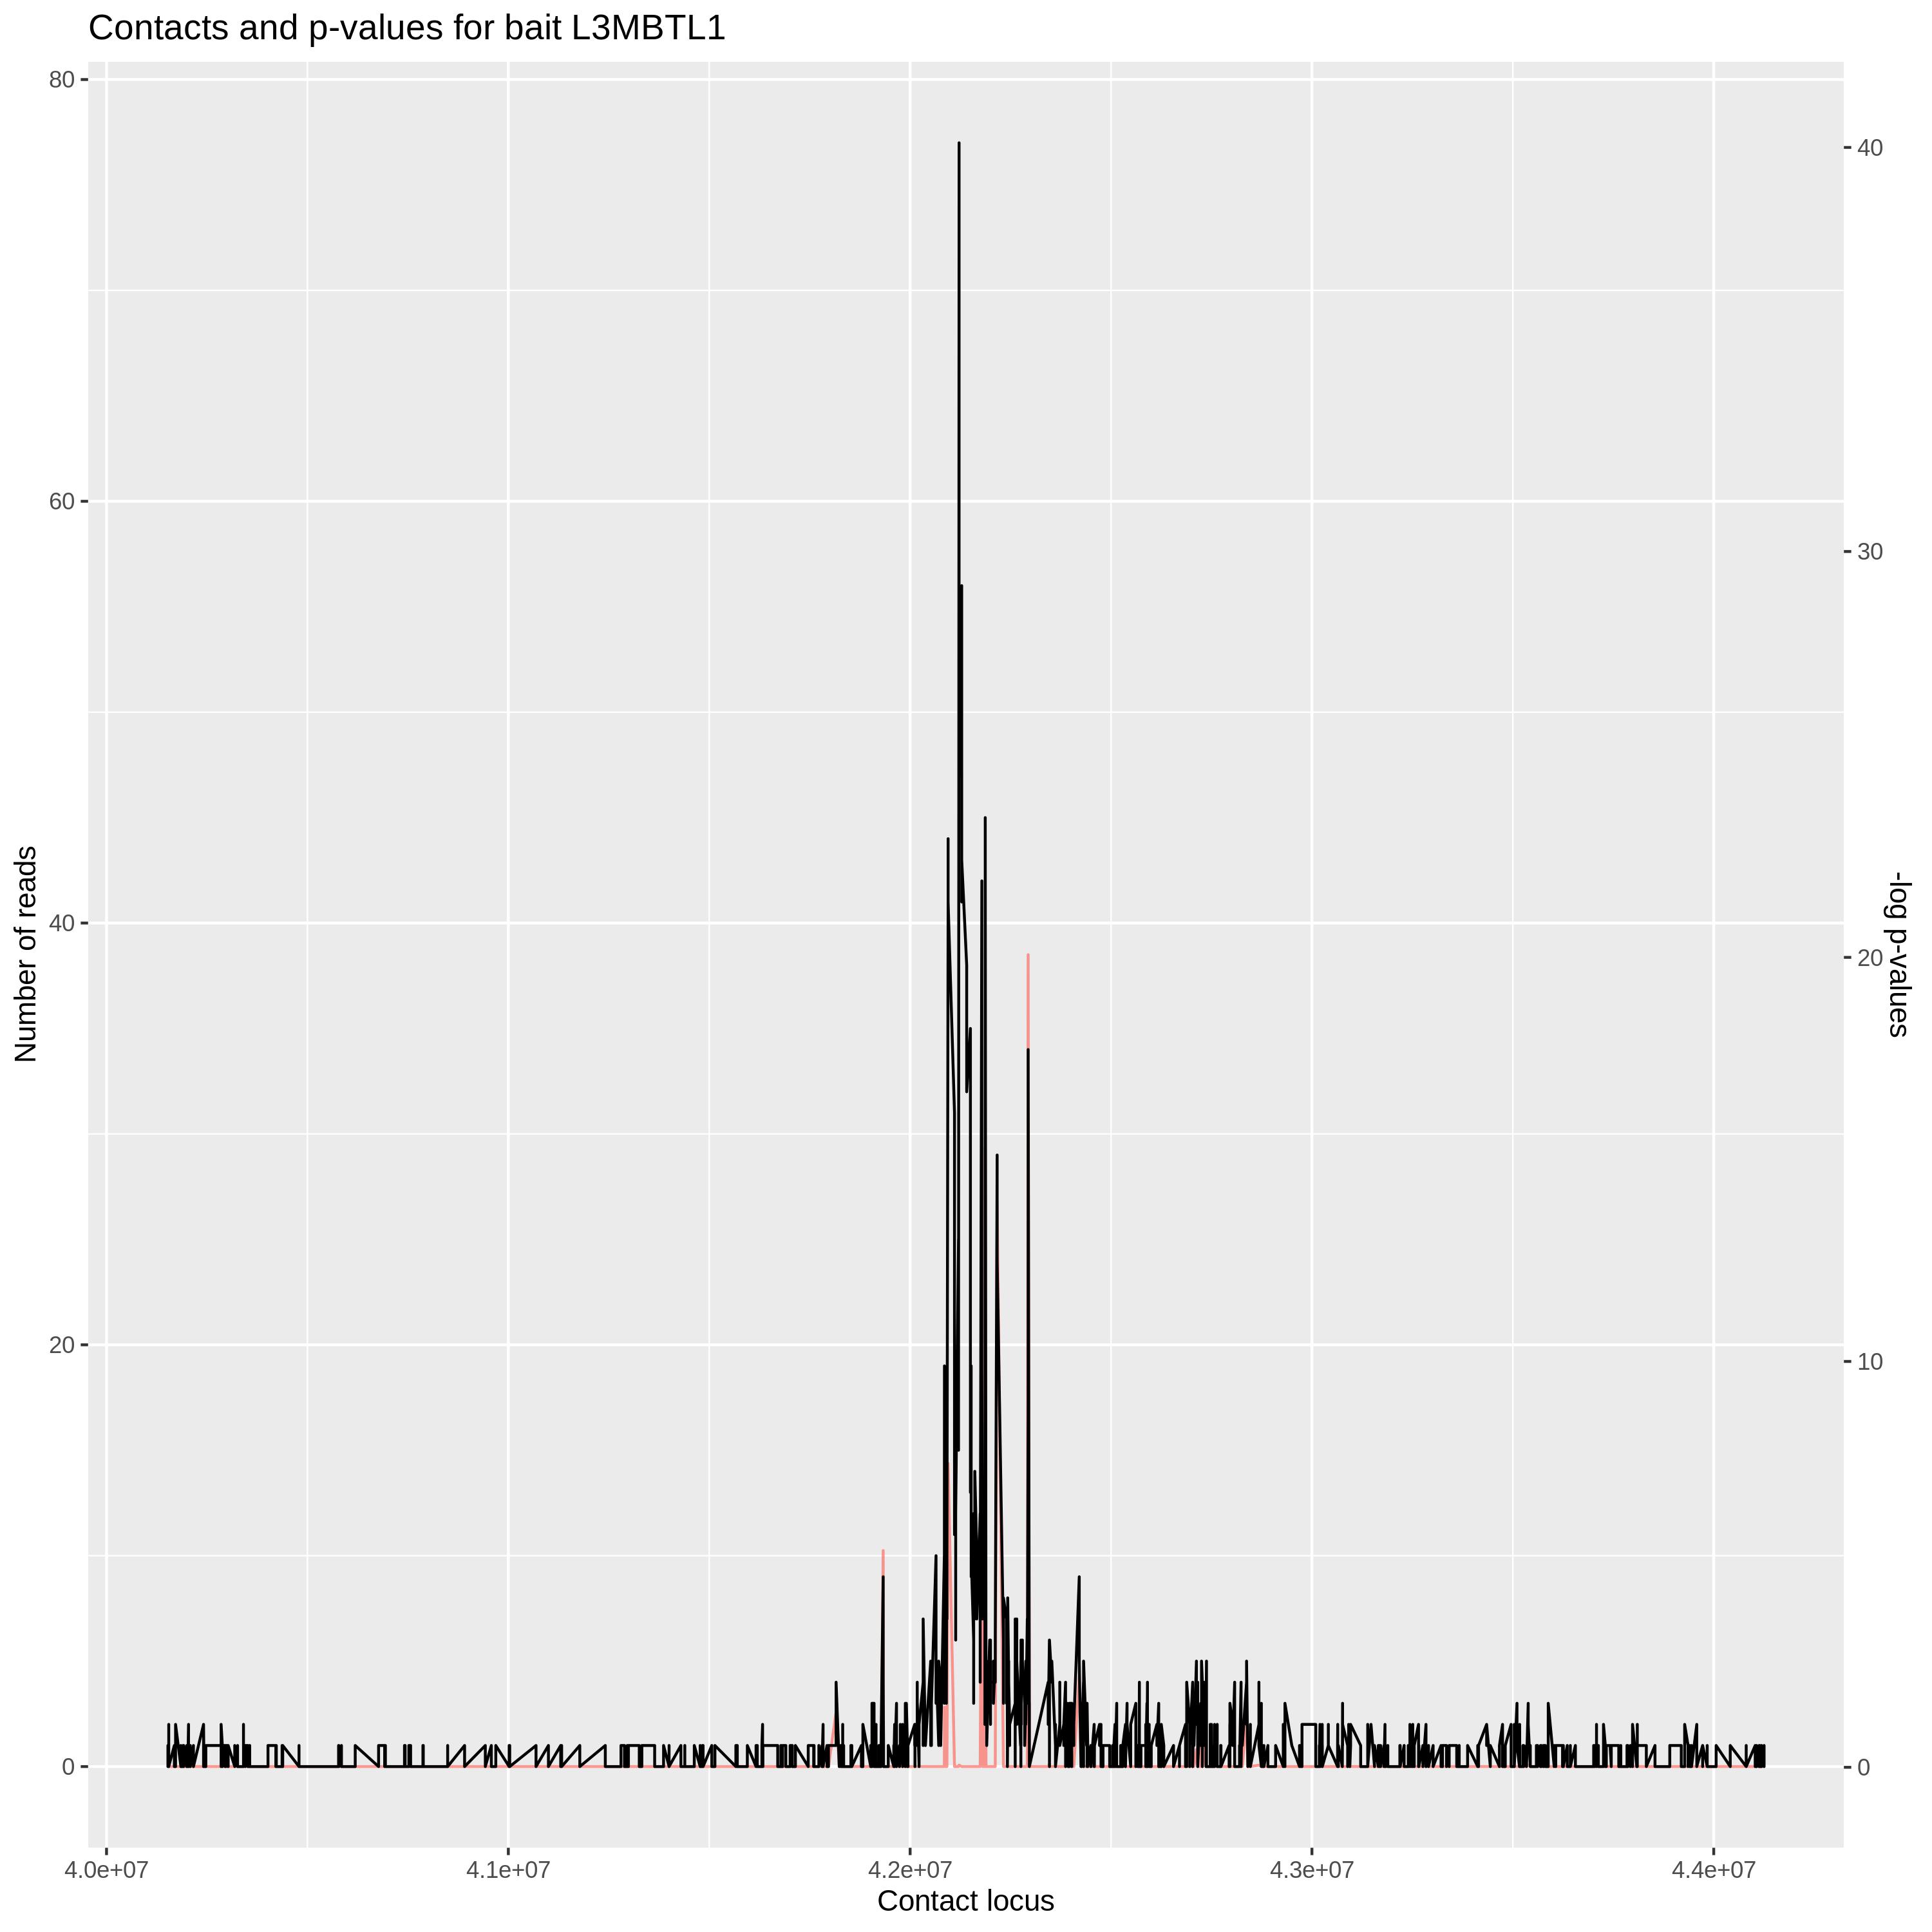 Contacts and p-values for bait L3MBTL1
80
60
40
20
0
Number of reads
40
30
20
10
0
-log p-values
4.0e+07
4.1e+07
4.2e+07
4.3e+07
4.4e+07
Contact locus